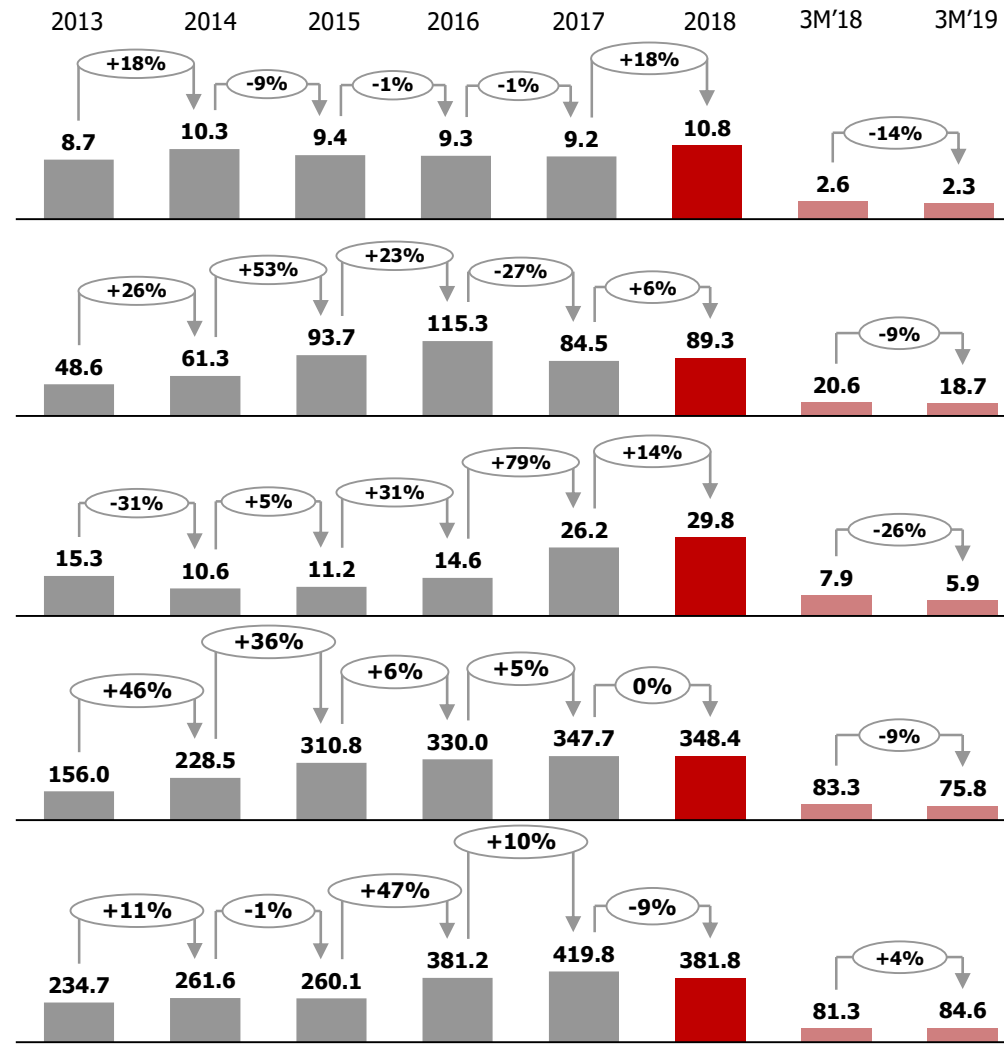 2013 2014 2015 2016 2017 2018 3M'18 3M'19
+18% -9% -1% -1% +18% -14%
8.7 10.3 9.4 9.3 9.2 10.8 2.6 2.3
+26% +53% +23% -27% +6% -9%
48.6 61.3 93.7 115.3 84.5 89.3 20.6 18.7
-31% +5% +31% +79% +14% -26%
15.3 10.6 11.2 14.6 26.2 29.8 7.9 5.9
+46% +36% +6% +5% 0% -9%
156.0 228.5 310.8 330.0 347.7 348.4 83.3 75.8
+11% -1% +47% +10% -9% +4%
234.7 261.6 260.1 381.2 419.8 381.8 81.3 84.6